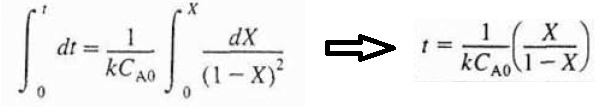 ∫₀ᵗ dt = 1/(kC_A0) ∫₀ˣ dX/(1 − X)² ⇒ t = 1/(kC_A0) (X/(1 − X))